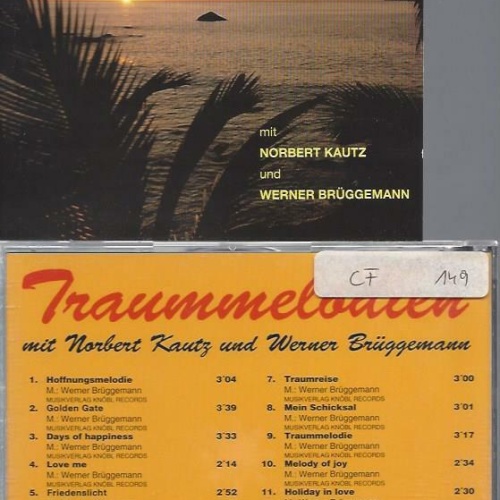 mit
NORBERT KAUTZ
und
WERNER BRÜGGEMANN
CF 149
Traummelodien
mit Norbert Kautz und Werner Brüggemann
1. Hoffnungsmelodie 3'04
M.: Werner Brüggemann
MUSIKVERLAG KNÖBL RECORDS
2. Golden Gate 3'39
M.: Werner Brüggemann
MUSIKVERLAG KNÖBL RECORDS
3. Days of happiness 3'33
M.: Werner Brüggemann
MUSIKVERLAG KNÖBL RECORDS
4. Love me 2'14
M.: Werner Brüggemann
MUSIKVERLAG KNÖBL RECORDS
5. Friedenslicht 2'52
7. Traumreise 3'00
M.: Werner Brüggemann
MUSIKVERLAG KNÖBL RECORDS
8. Mein Schicksal 3'01
M.: Werner Brüggemann
MUSIKVERLAG KNÖBL RECORDS
9. Traummelodie 3'17
M.: Werner Brüggemann
MUSIKVERLAG KNÖBL RECORDS
10. Melody of joy 2'34
M.: Werner Brüggemann
MUSIKVERLAG KNÖBL RECORDS
11. Holiday in love 2'30